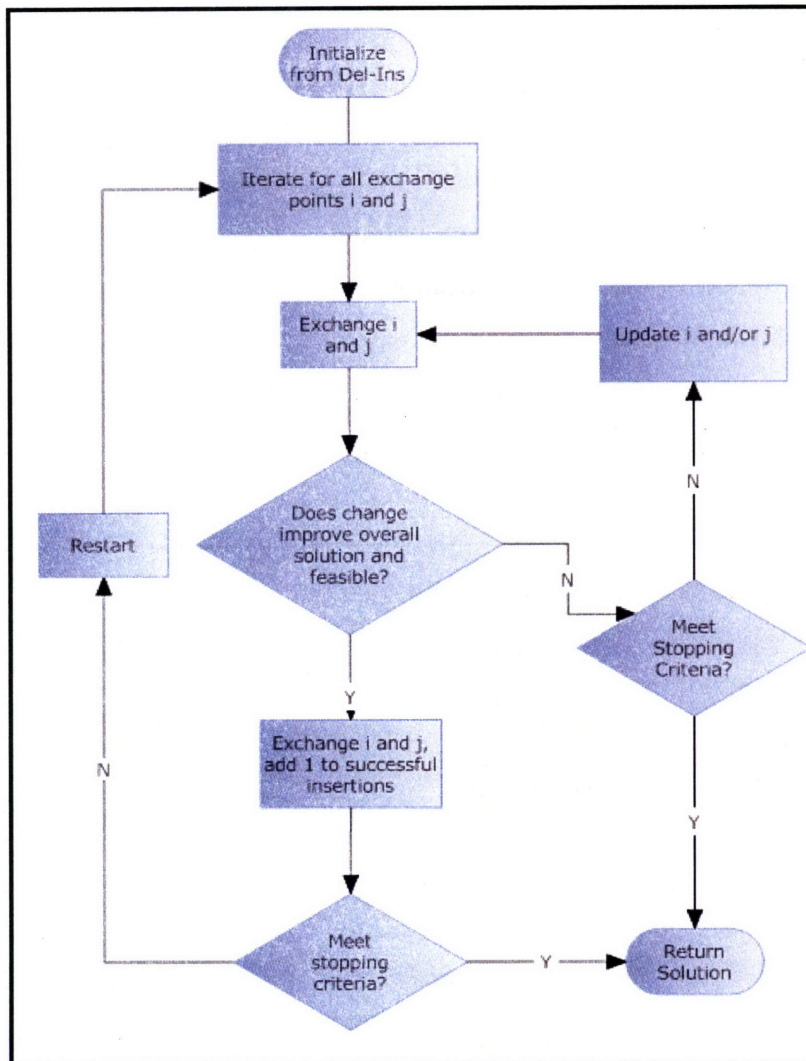 Initialize
from Del-Ins
Iterate for all exchange
points i and j
Exchange i
and j
Update i and/or j
N
Does change
improve overall
solution and
feasible?
Restart
N
Meet
Stopping
Criteria?
Y
Exchange i and j,
add 1 to successful
insertions
N
Y
Meet
stopping
criteria?
Y
Return
Solution